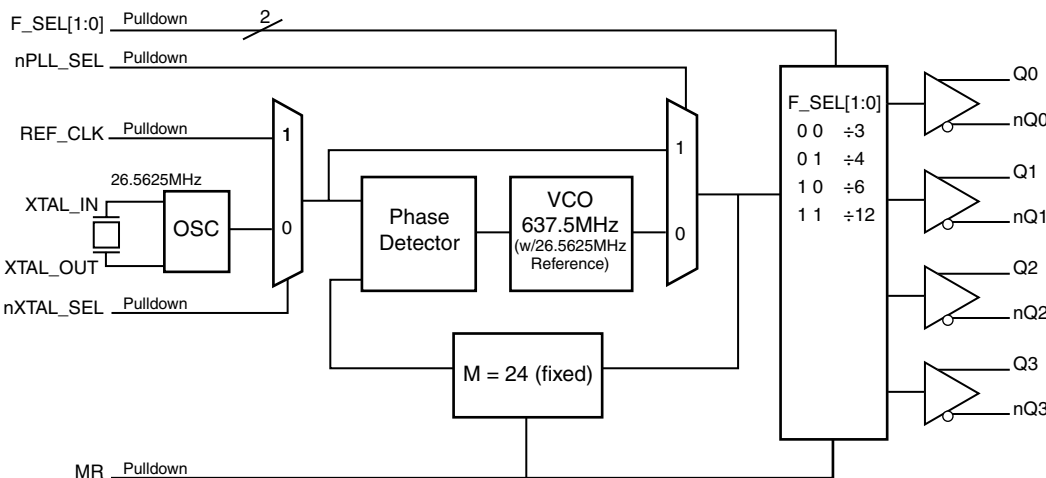 F_SEL[1:0] Pulldown 2
nPLL_SEL Pulldown
REF_CLK Pulldown
1
0
26.5625MHz
XTAL_IN
OSC
XTAL_OUT
nXTAL_SEL Pulldown
Phase
Detector
VCO
637.5MHz
(w/26.5625MHz
Reference)
1
0
M = 24 (fixed)
MR Pulldown
F_SEL[1:0]
0 0 ÷3
0 1 ÷4
1 0 ÷6
1 1 ÷12
Q0
nQ0
Q1
nQ1
Q2
nQ2
Q3
nQ3